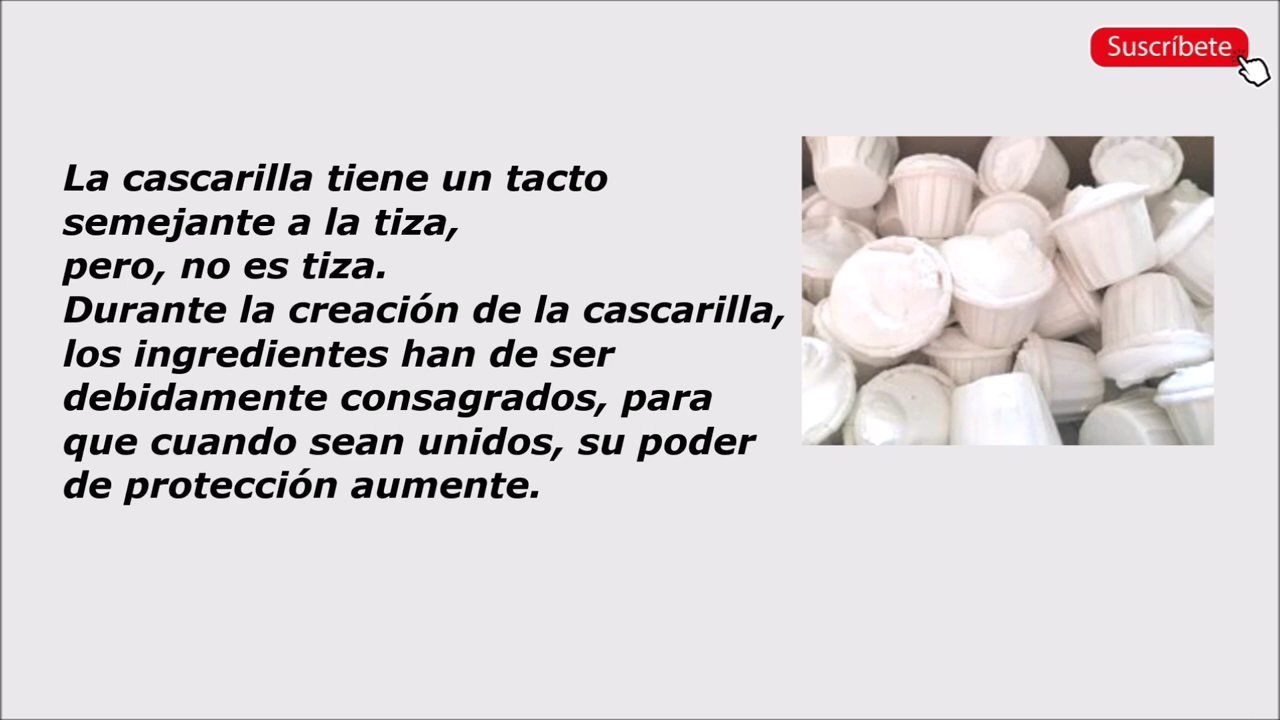 Suscríbete
La cascarilla tiene un tacto
semejante a la tiza,
pero, no es tiza.
Durante la creación de la cascarilla,
los ingredientes han de ser
debidamente consagrados, para
que cuando sean unidos, su poder
de protección aumente.